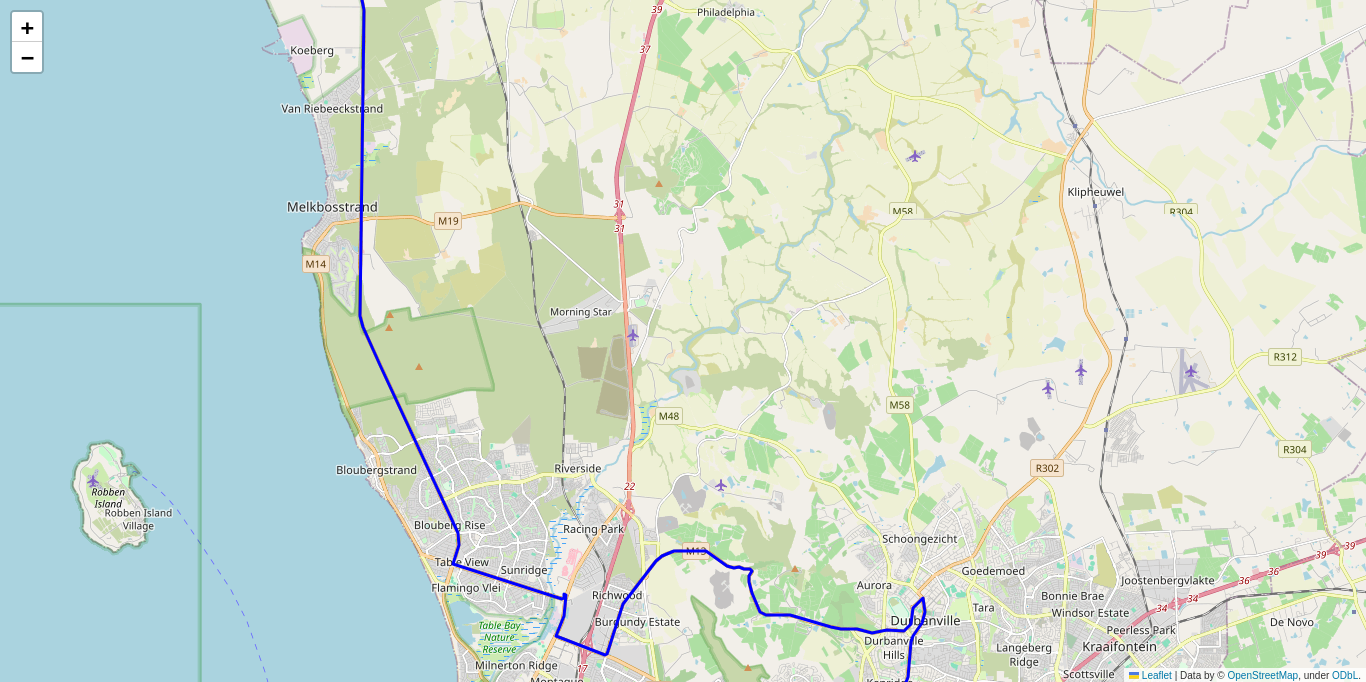 +
−
39
Philadelphia
37
Koeberg
Van Riebeeckstrand
Klipheuwel
31
Melkbosstrand
M19
31
M58
R304
M14
Morning Star
R312
M58
M48
R304
Bloubergstrand
Riverside
R302
22
Robben
Island
Robben Island
Village
Blouberg Rise
Racing Park
Schoongezicht
M13
39
36
Table View
Sunridge
Goedemoed
Joostenbergvlakte
36
Flamingo Vlei
Richwood
Aurora
Bonnie Brae
34
34
Tara
Windsor Estate
Table Bay
Nature
Reserve
Burgundy Estate
Durbanville
Peerless Park
De Novo
Durbanville
Hills
Langeberg
Ridge
Kraaifontein
Milnerton Ridge
17
Scottsville
Montague
Kenridge
Leaflet | Data by © OpenStreetMap, under ODbL.